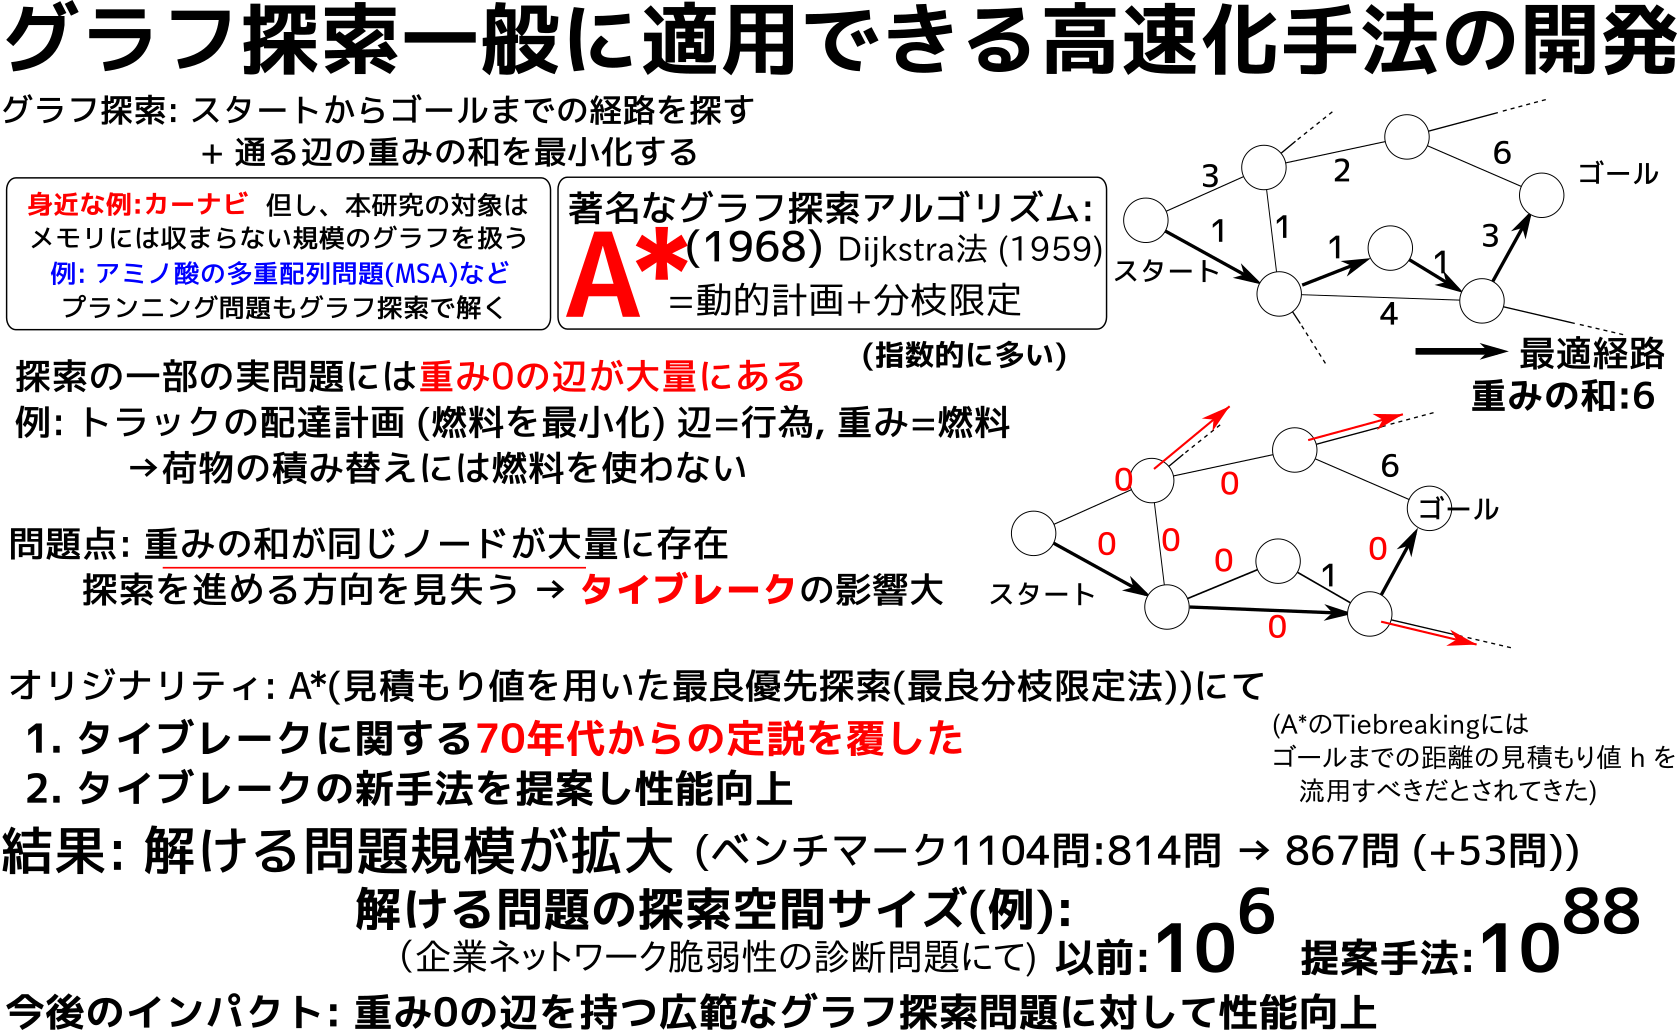 グラフ探索一般に適用できる高速化手法の開発
グラフ探索: スタートからゴールまでの経路を探す
+ 通る辺の重みの和を最小化する
身近な例:カーナビ 但し、本研究の対象は
メモリには収まらない規模のグラフを扱う
例: アミノ酸の多重配列問題(MSA)など
プランニング問題もグラフ探索で解く
著名なグラフ探索アルゴリズム:
A*(1968) Dijkstra法 (1959)
=動的計画+分枝限定
(指数的に多い)
3
2
6
ゴール
1
1
1
1
3
スタート
4
最適経路
重みの和:6
探索の一部の実問題には重み0の辺が大量にある
例: トラックの配達計画 (燃料を最小化) 辺=行為, 重み=燃料
→荷物の積み替えには燃料を使わない
0
0
6
ゴール
0
0
0
1
0
スタート
0
問題点: 重みの和が同じノードが大量に存在
探索を進める方向を見失う → タイブレークの影響大
オリジナリティ: A*(見積もり値を用いた最良優先探索(最良分枝限定法))にて
1. タイブレークに関する70年代からの定説を覆した
2. タイブレークの新手法を提案し性能向上
(A*のTiebreakingには
ゴールまでの距離の見積もり値 h を
流用すべきだとされてきた)
結果: 解ける問題規模が拡大 (ベンチマーク1104問:814問 → 867問 (+53問))
解ける問題の探索空間サイズ(例):
(企業ネットワーク脆弱性の診断問題にて) 以前:10^6 提案手法:10^88
今後のインパクト: 重み0の辺を持つ広範なグラフ探索問題に対して性能向上